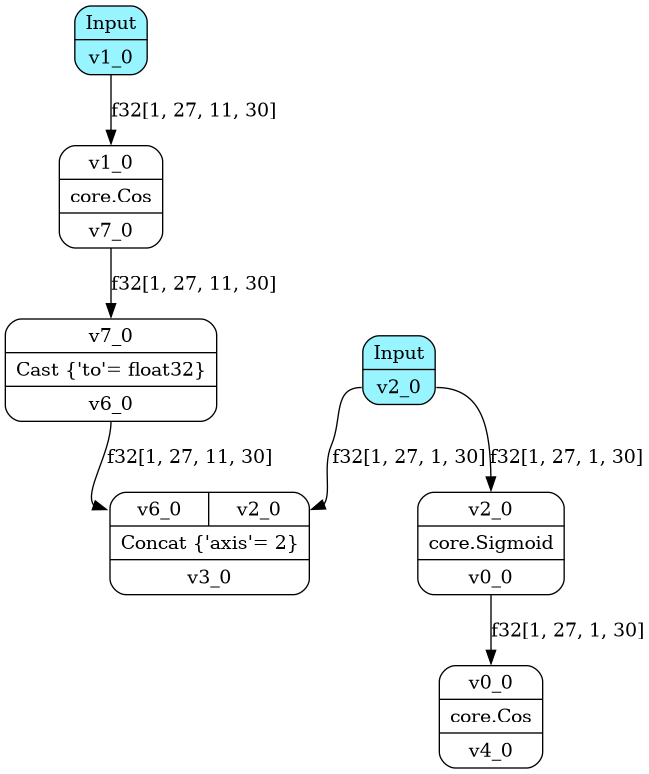 Input
v1_0
f32[1, 27, 11, 30]
v1_0
core.Cos
v7_0
f32[1, 27, 11, 30]
v7_0
Cast {'to'= float32}
v6_0
Input
v2_0
f32[1, 27, 11, 30]
f32[1, 27, 1, 30]
f32[1, 27, 1, 30]
v6_0 v2_0
Concat {'axis'= 2}
v3_0
v2_0
core.Sigmoid
v0_0
f32[1, 27, 1, 30]
v0_0
core.Cos
v4_0